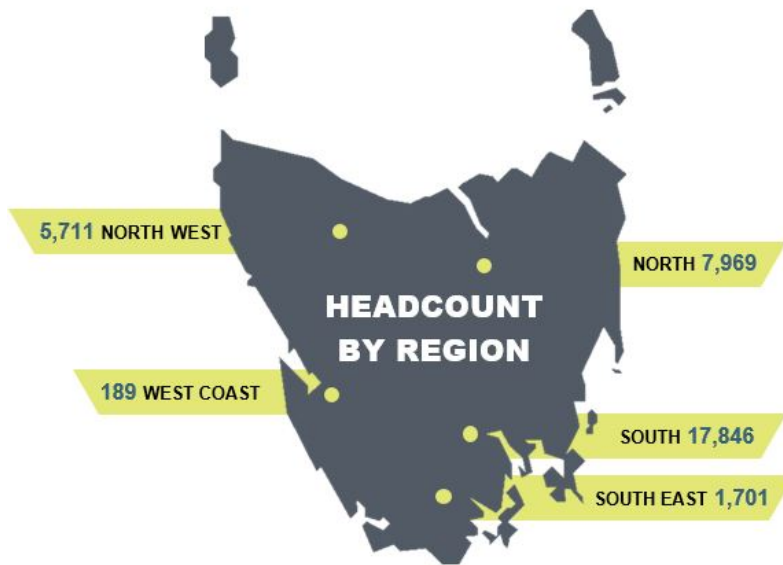 5,711 NORTH WEST
NORTH 7,969
HEADCOUNT
BY REGION
189 WEST COAST
SOUTH 17,846
SOUTH EAST 1,701